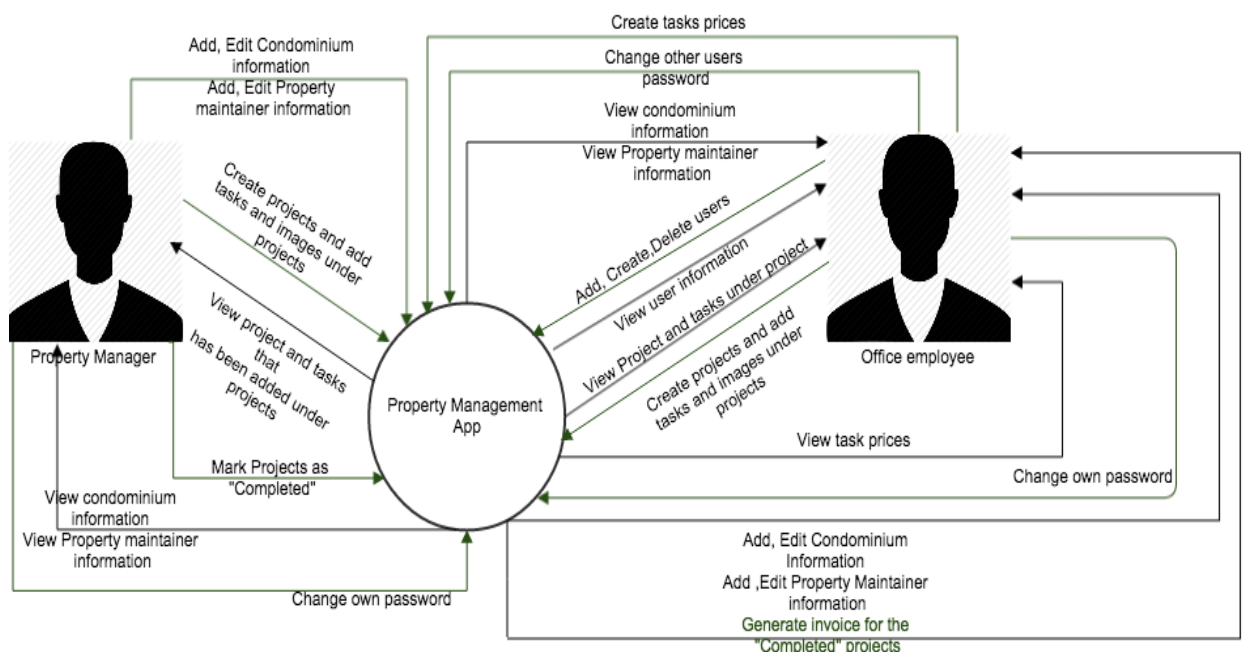 Create tasks prices
Add, Edit Condominium
information
Add, Edit Property
maintainer information
Change other users
password
View condominium
information
View Property maintainer
information
Create projects and add
tasks and images under
projects
View project and tasks
that
has been added under
projects
Property Manager
Add, Create,Delete users
View user information
View Project and tasks under project
Create projects and add
tasks and images under
projects
Office employee
Property Management
App
View task prices
Mark Projects as
"Completed"
Change own password
View condominium
information
View Property maintainer
information
Change own password
Add, Edit Condominium
Information
Add ,Edit Property Maintainer
information
Generate invoice for the
"Completed" projects